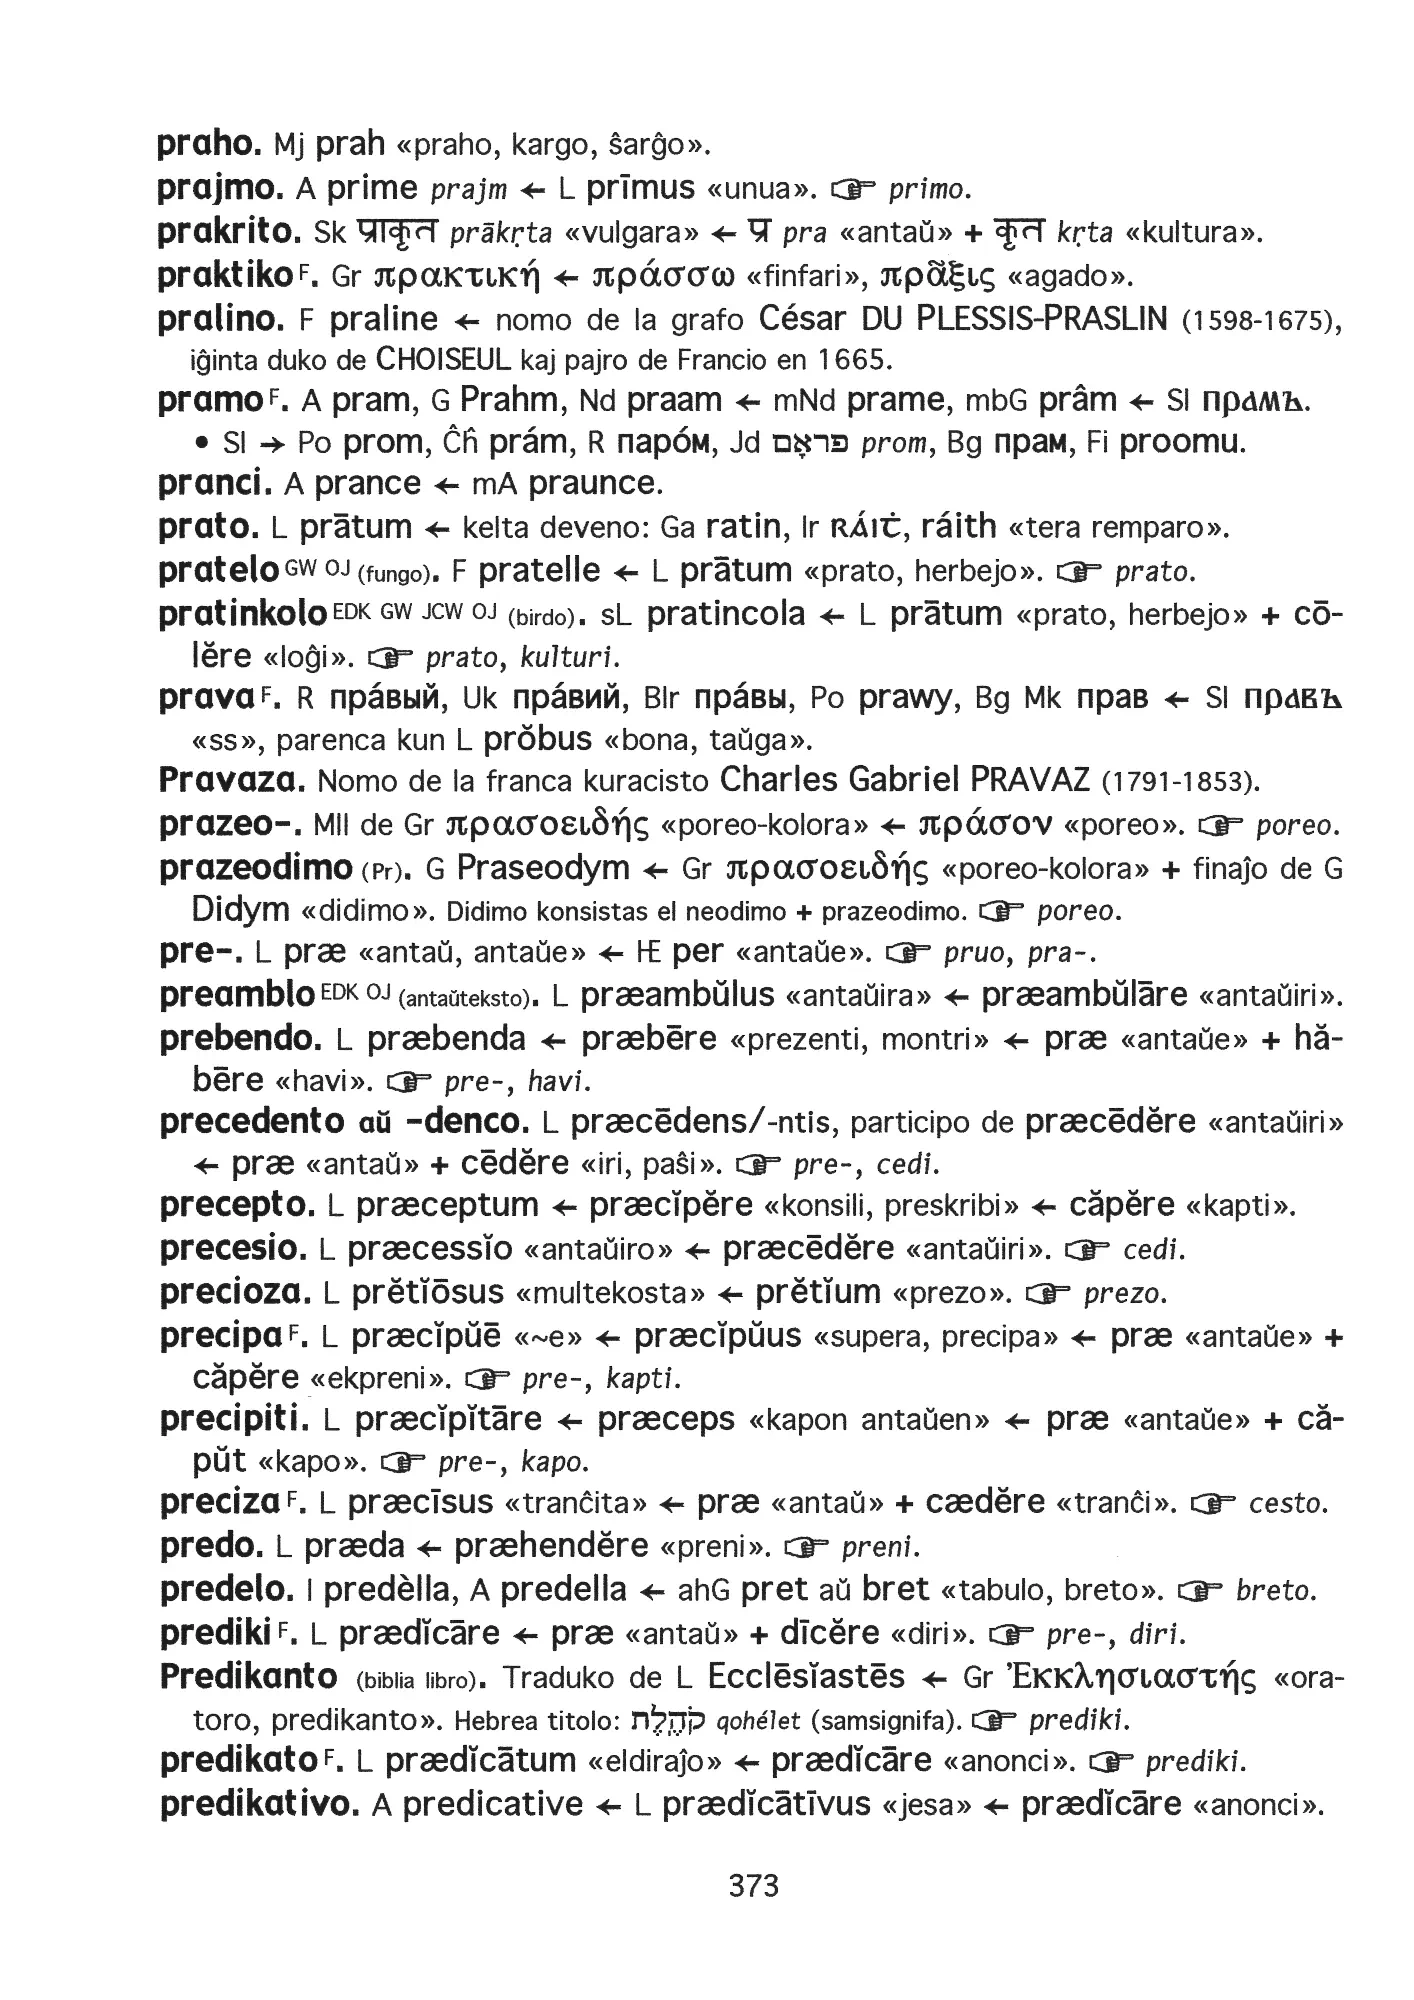 praho. Mj prah «praho, kargo, ŝarĝo».
prajmo. A prime prajm ← L prīmus «unua». ☞ primo.
prakrito. Sk प्राकृत prākṛta «vulgara» ← प्र pra «antaŭ» + कृत kṛta «kultura».
praktiko F. Gr πρακτική ← πράσσω «finfari», πρᾶξις «agado».
pralino. F praline ← nomo de la grafo César DU PLESSIS-PRASLIN (1598-1675),
iĝinta duko de CHOISEUL kaj pajro de Francio en 1665.
pramo F. A pram, G Prahm, Nd praam ← mNd prame, mbG prâm ← Sl прамъ.
• Sl → Po prom, Ĉĥ prám, R паро́м, Jd פּראָם prom, Bg прам, Fi proomu.
pranci. A prance ← mA praunce.
prato. L prātum ← kelta deveno: Ga ratin, Ir ráiṫ, ráith «tera remparo».
pratelo GW OJ (fungo). F pratelle ← L prātum «prato, herbejo». ☞ prato.
pratinkolo EDK GW JCW OJ (birdo). sL pratincola ← L prātum «prato, herbejo» + cō-
lĕre «loĝi». ☞ prato, kulturi.
prava F. R пра́вый, Uk пра́вий, Blr пра́вы, Po prawy, Bg Mk прав ← Sl правъ
«ss», parenca kun L prŏbus «bona, taŭga».
Pravaza. Nomo de la franca kuracisto Charles Gabriel PRAVAZ (1791-1853).
prazeo-. MII de Gr πρασοειδής «poreo-kolora» ← πράσον «poreo». ☞ poreo.
prazeodimo (Pr). G Praseodym ← Gr πρασοειδής «poreo-kolora» + finaĵo de G
Didym «didimo». Didimo konsistas el neodimo + prazeodimo. ☞ poreo.
pre-. L præ «antaŭ, antaŭe» ← HE per «antaŭe». ☞ pruo, pra-.
preamblo EDK OJ (antaŭteksto). L præambŭlus «antaŭira» ← præambŭlāre «antaŭiri».
prebendo. L præbenda ← præbēre «prezenti, montri» ← præ «antaŭe» + hă-
bēre «havi». ☞ pre-, havi.
precedento aŭ -denco. L præcēdens/-ntis, participo de præcēdĕre «antaŭiri»
← præ «antaŭ» + cēdĕre «iri, paŝi». ☞ pre-, cedi.
precepto. L præceptum ← præcĭpĕre «konsili, preskribi» ← căpĕre «kapti».
precesio. L præcessĭo «antaŭiro» ← præcēdĕre «antaŭiri». ☞ cedi.
precioza. L prĕtĭōsus «multekosta» ← prĕtĭum «prezo». ☞ prezo.
precipa F. L præcĭpŭē «~e» ← præcĭpŭus «supera, precipa» ← præ «antaŭe» +
căpĕre «ekpreni». ☞ pre-, kapti.
precipiti. L præcĭpĭtāre ← præceps «kapon antaŭen» ← præ «antaŭe» + că-
pŭt «kapo». ☞ pre-, kapo.
preciza F. L præcīsus «tranĉita» ← præ «antaŭ» + cædĕre «tranĉi». ☞ cesto.
predo. L præda ← præhendĕre «preni». ☞ preni.
predelo. I predèlla, A predella ← ahG pret aŭ bret «tabulo, breto». ☞ breto.
prediki F. L prædĭcāre ← præ «antaŭ» + dīcĕre «diri». ☞ pre-, diri.
Predikanto (biblia libro). Traduko de L Ecclēsĭastēs ← Gr Ἐκκλησιαστής «ora-
toro, predikanto». Hebrea titolo: קֹהֶלֶת qohélet (samsignifa). ☞ prediki.
predikato F. L prædĭcātum «eldiraĵo» ← prædĭcāre «anonci». ☞ prediki.
predikativo. A predicative ← L prædĭcātīvus «jesa» ← prædĭcāre «anonci».
373